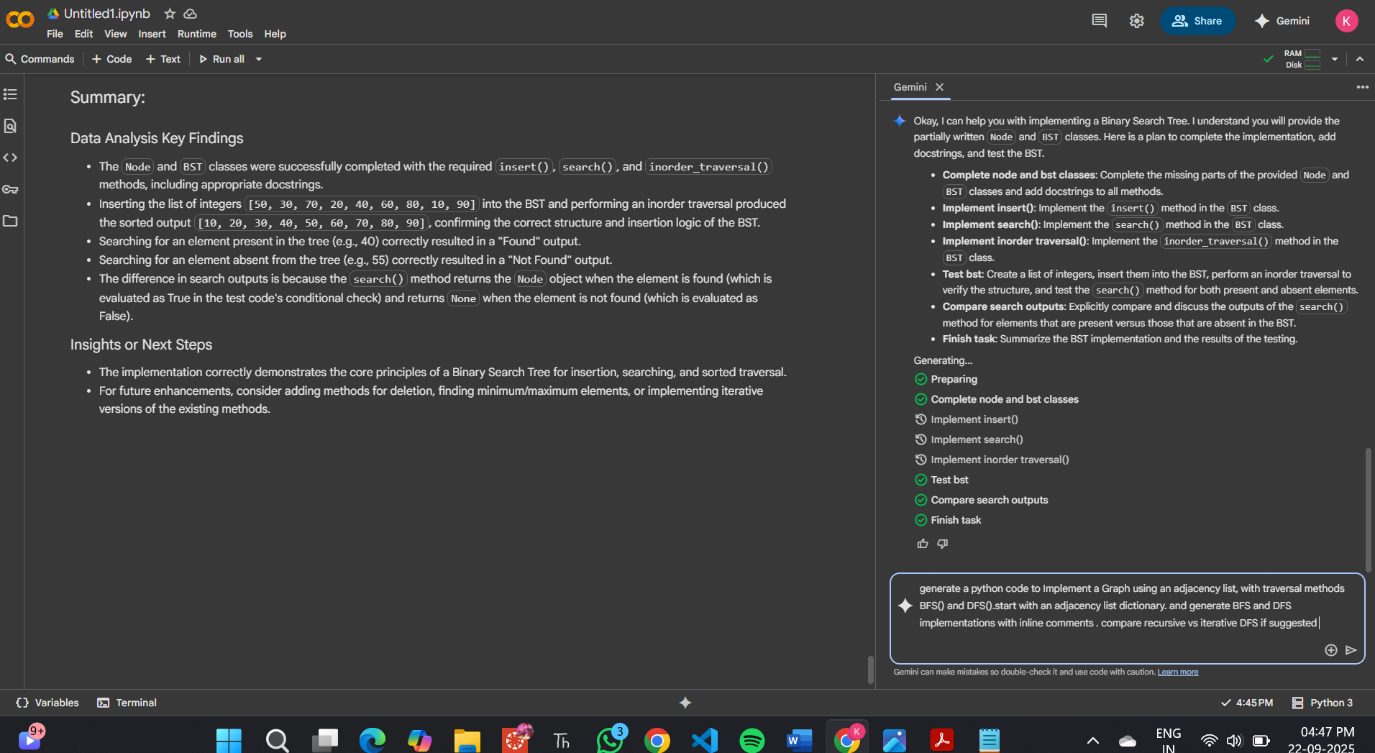 Untitled1.ipynb
File Edit View Insert Runtime Tools Help
Share
Gemini
K
Commands + Code + Text Run all
RAM
Disk
Summary:
Data Analysis Key Findings
• The Node and BST classes were successfully completed with the required insert(), search(), and inorder_traversal()
methods, including appropriate docstrings.
• Inserting the list of integers [50, 30, 70, 20, 40, 60, 80, 10, 90] into the BST and performing an inorder traversal produced
the sorted output [10, 20, 30, 40, 50, 60, 70, 80, 90], confirming the correct structure and insertion logic of the BST.
• Searching for an element present in the tree (e.g., 40) correctly resulted in a "Found" output.
• Searching for an element absent from the tree (e.g., 55) correctly resulted in a "Not Found" output.
• The difference in search outputs is because the search() method returns the Node object when the element is found (which is
evaluated as True in the test code's conditional check) and returns None when the element is not found (which is evaluated as
False).
Insights or Next Steps
• The implementation correctly demonstrates the core principles of a Binary Search Tree for insertion, searching, and sorted traversal.
• For future enhancements, consider adding methods for deletion, finding minimum/maximum elements, or implementing iterative
versions of the existing methods.
Gemini
Okay, I can help you with implementing a Binary Search Tree. I understand you will provide the
partially written Node and BST classes. Here is a plan to complete the implementation, add
docstrings, and test the BST.
• Complete node and bst classes: Complete the missing parts of the provided Node and
BST classes and add docstrings to all methods.
• Implement insert(): Implement the insert() method in the BST class.
• Implement search(): Implement the search() method in the BST class.
• Implement inorder traversal(): Implement the inorder_traversal() method in the
BST class.
• Test bst: Create a list of integers, insert them into the BST, perform an inorder traversal to
verify the structure, and test the search() method for both present and absent elements.
• Compare search outputs: Explicitly compare and discuss the outputs of the search()
method for elements that are present versus those that are absent in the BST.
• Finish task: Summarize the BST implementation and the results of the testing.
Generating...
Preparing
Complete node and bst classes
Implement insert()
Implement search()
Implement inorder traversal()
Test bst
Compare search outputs
Finish task
generate a python code to Implement a Graph using an adjacency list, with traversal methods
BFS() and DFS().start with an adjacency list dictionary. and generate BFS and DFS
implementations with inline comments . compare recursive vs iterative DFS if suggested
Gemini can make mistakes so double-check it and use code with caution. Learn more
Variables Terminal
4:45 PM Python 3
9+
Th
3
K
ENG
IN
04:47 PM
22-09-2025